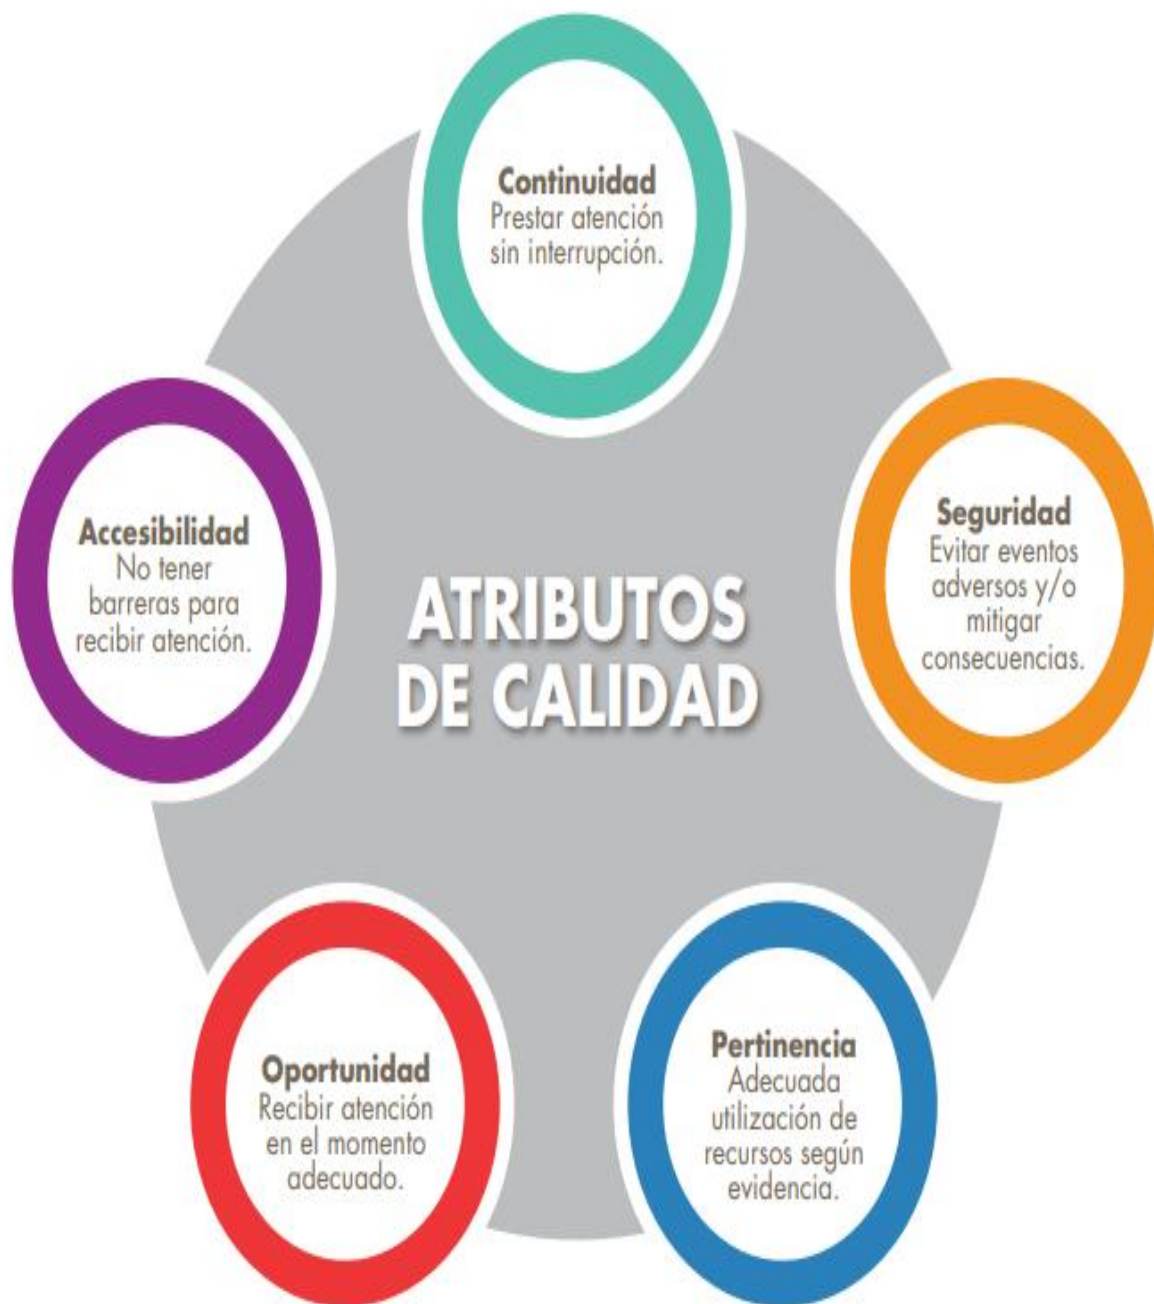 Continuidad
Prestar atención
sin interrupción.
Accesibilidad
No tener
barreras para
recibir atención.
ATRIBUTOS
DE CALIDAD
Seguridad
Evitar eventos
adversos y/o
mitigar
consecuencias.
Oportunidad
Recibir atención
en el momento
adecuado.
Pertinencia
Adecuada
utilización de
recursos según
evidencia.